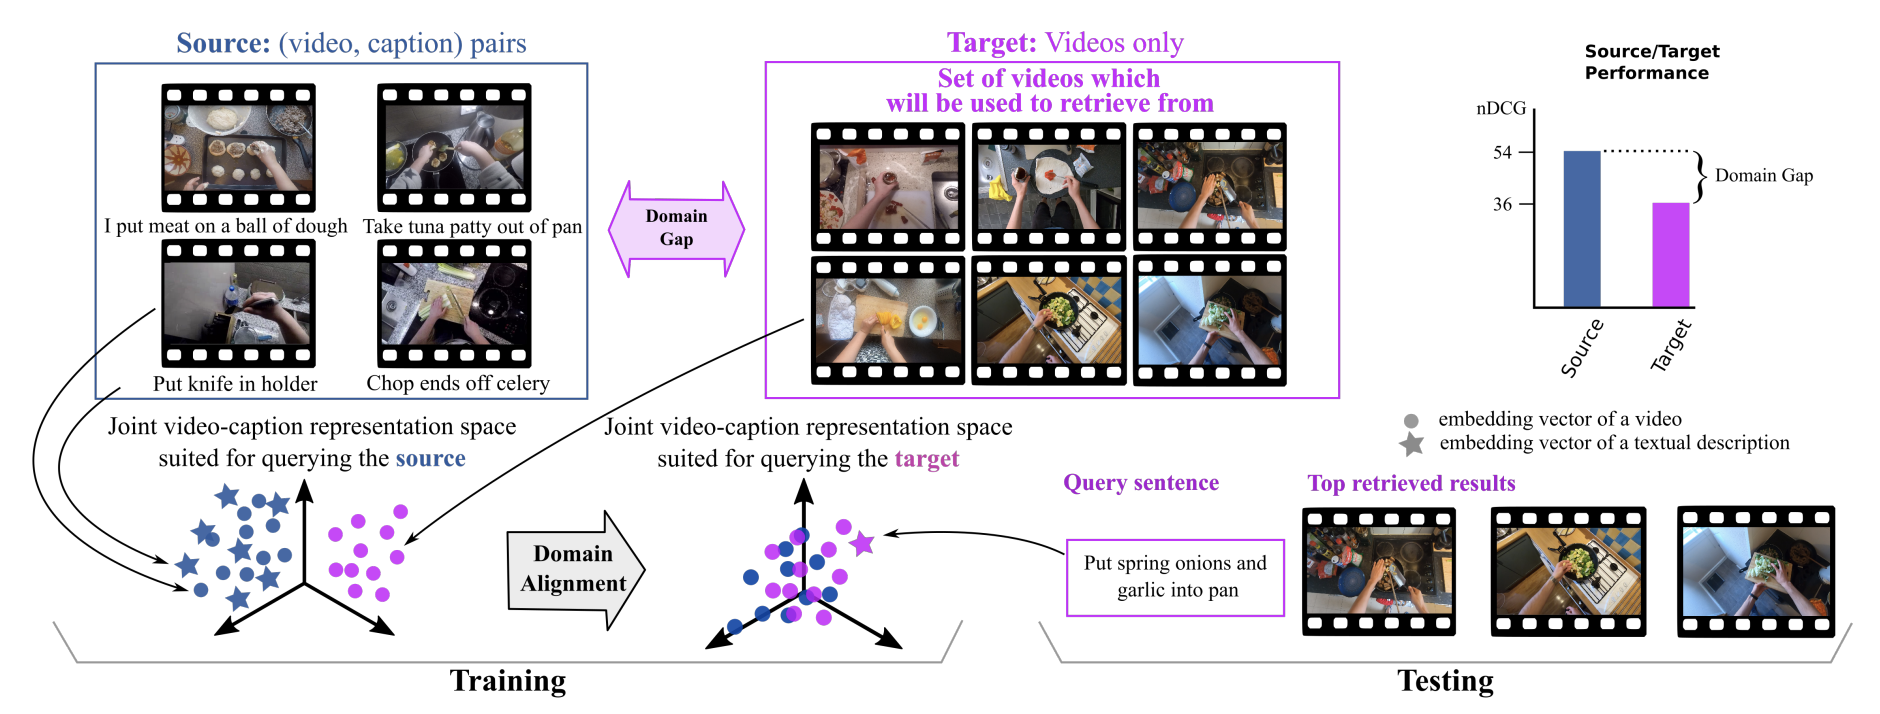 Source: (video, caption) pairs
I put meat on a ball of dough
Take tuna patty out of pan
Put knife in holder
Chop ends off celery
Domain
Gap
Target: Videos only
Set of videos which
will be used to retrieve from
Source/Target
Performance
nDCG
54
36
Domain Gap
Source
Target
Joint video-caption representation space
suited for querying the source
Domain
Alignment
Joint video-caption representation space
suited for querying the target
embedding vector of a video
embedding vector of a textual description
Query sentence
Put spring onions and
garlic into pan
Top retrieved results
Training
Testing